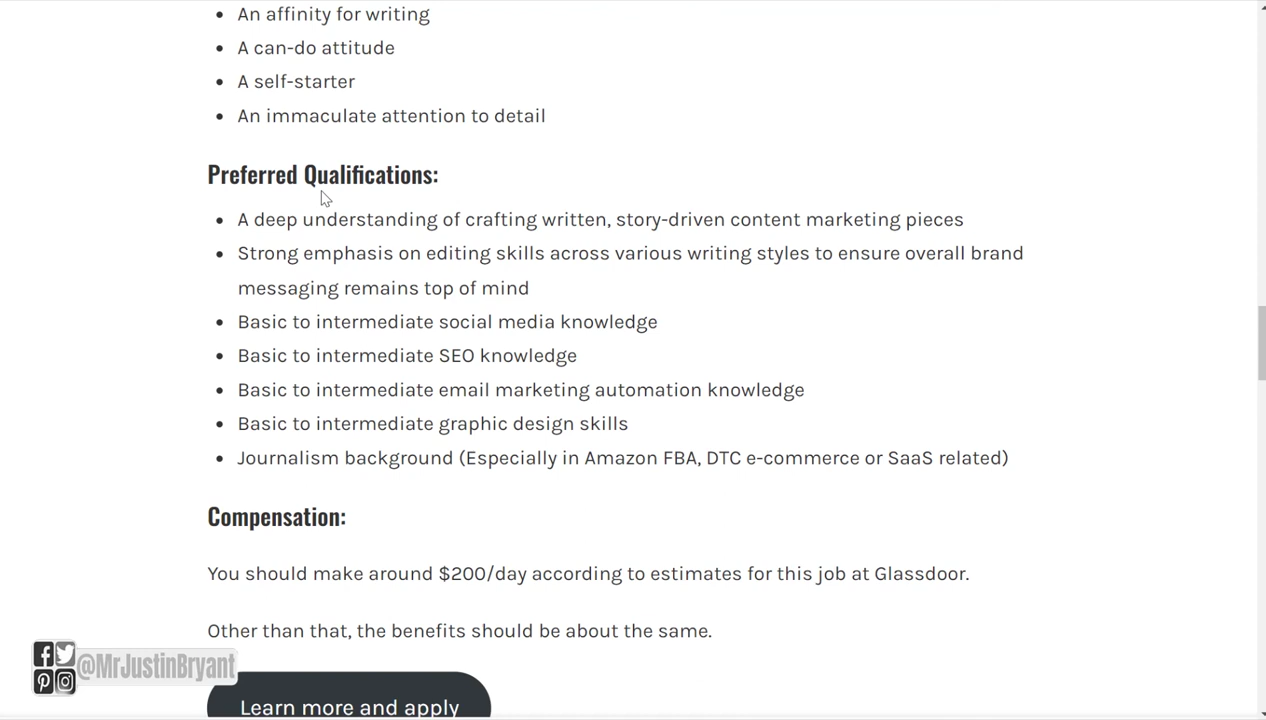 An affinity for writing
A can-do attitude
A self-starter
An immaculate attention to detail
Preferred Qualifications:
A deep understanding of crafting written, story-driven content marketing pieces
Strong emphasis on editing skills across various writing styles to ensure overall brand
messaging remains top of mind
Basic to intermediate social media knowledge
Basic to intermediate SEO knowledge
Basic to intermediate email marketing automation knowledge
Basic to intermediate graphic design skills
Journalism background (Especially in Amazon FBA, DTC e-commerce or SaaS related)
Compensation:
You should make around $200/day according to estimates for this job at Glassdoor.
Other than that, the benefits should be about the same.
@MrJustinBryant
Learn more and apply